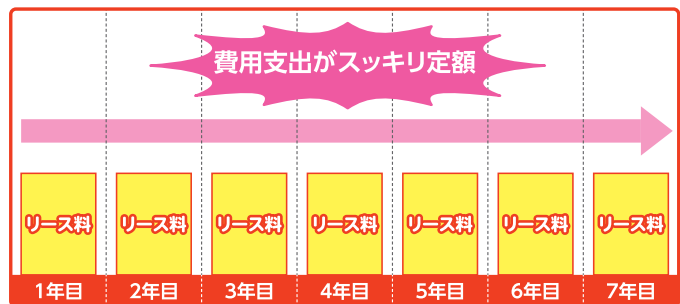 費用支出がスッキリ定額
リース料 リース料 リース料 リース料 リース料 リース料 リース料
1年目 2年目 3年目 4年目 5年目 6年目 7年目